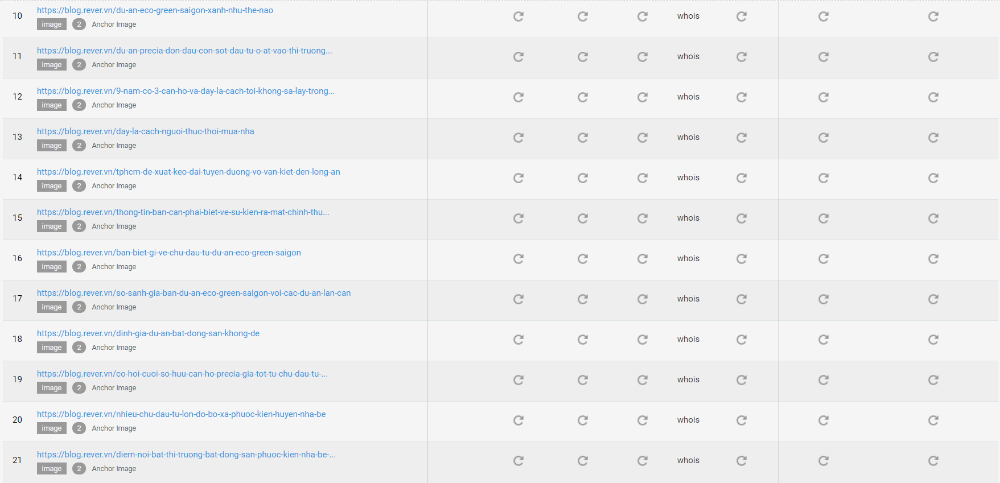 10 https://blog.rever.vn/du-an-eco-green-saigon-xanh-nhu-the-nao whois
image 2 Anchor Image
11 https://blog.rever.vn/du-an-precia-don-dau-con-sot-dau-tu-o-at-vao-thi-truong... whois
image 2 Anchor Image
12 https://blog.rever.vn/9-nam-co-3-can-ho-va-day-la-cach-toi-khong-sa-lay-trong... whois
image 2 Anchor Image
13 https://blog.rever.vn/day-la-cach-nguoi-thuc-thoi-mua-nha whois
image 2 Anchor Image
14 https://blog.rever.vn/tphcm-de-xuat-keo-dai-tuyen-duong-vo-van-kiet-den-long-an whois
image 2 Anchor Image
15 https://blog.rever.vn/thong-tin-ban-can-phai-biet-ve-su-kien-ra-mat-chinh-thu... whois
image 2 Anchor Image
16 https://blog.rever.vn/ban-biet-gi-ve-chu-dau-tu-du-an-eco-green-saigon whois
image 2 Anchor Image
17 https://blog.rever.vn/so-sanh-gia-ban-du-an-eco-green-saigon-voi-cac-du-an-lan-can whois
image 2 Anchor Image
18 https://blog.rever.vn/dinh-gia-du-an-bat-dong-san-khong-de whois
image 2 Anchor Image
19 https://blog.rever.vn/co-hoi-cuoi-so-huu-can-ho-precia-gia-tot-tu-chu-dau-tu-... whois
image 2 Anchor Image
20 https://blog.rever.vn/nhieu-chu-dau-tu-lon-do-bo-xa-phuoc-kien-huyen-nha-be whois
image 2 Anchor Image
21 https://blog.rever.vn/diem-noi-bat-thi-truong-bat-dong-san-phuoc-kien-nha-be-... whois
image 2 Anchor Image